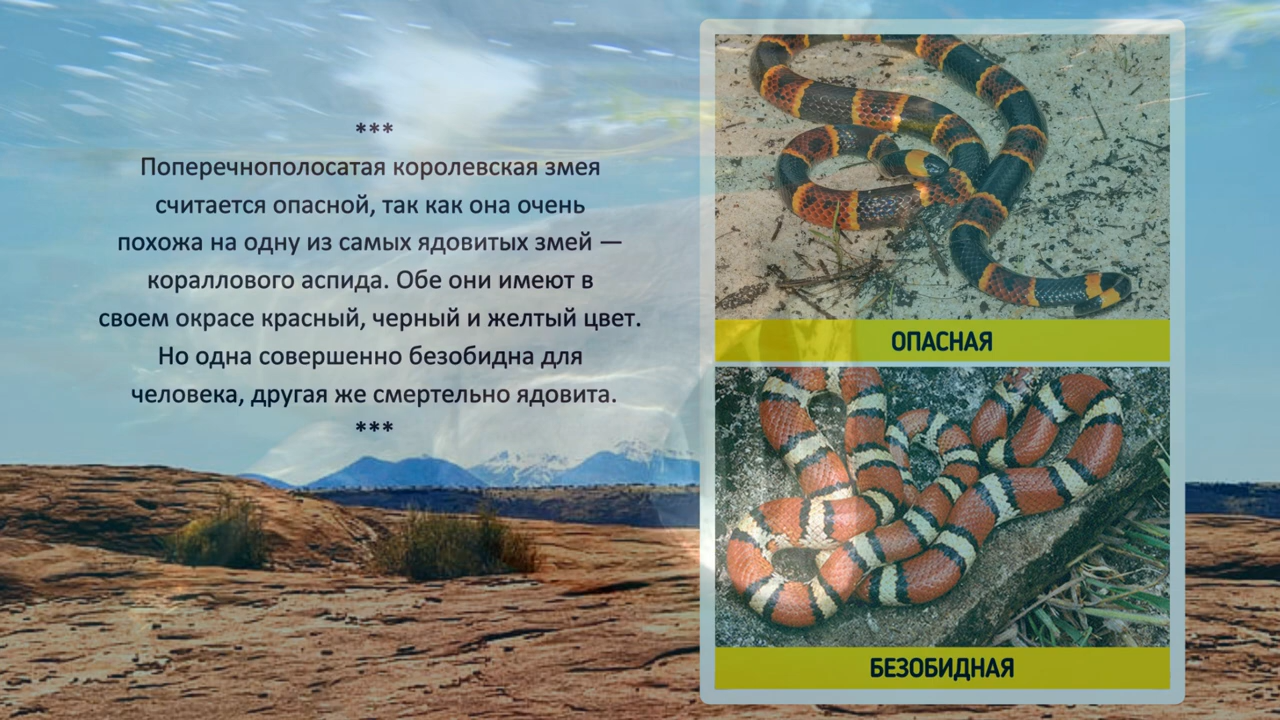 ***
Поперечнополосатая королевская змея
считается опасной, так как она очень
похожа на одну из самых ядовитых змей —
кораллового аспида. Обе они имеют в
своем окрасе красный, черный и желтый цвет.
Но одна совершенно безобидна для
человека, другая же смертельно ядовита.
***
ОПАСНАЯ
БЕЗОБИДНАЯ